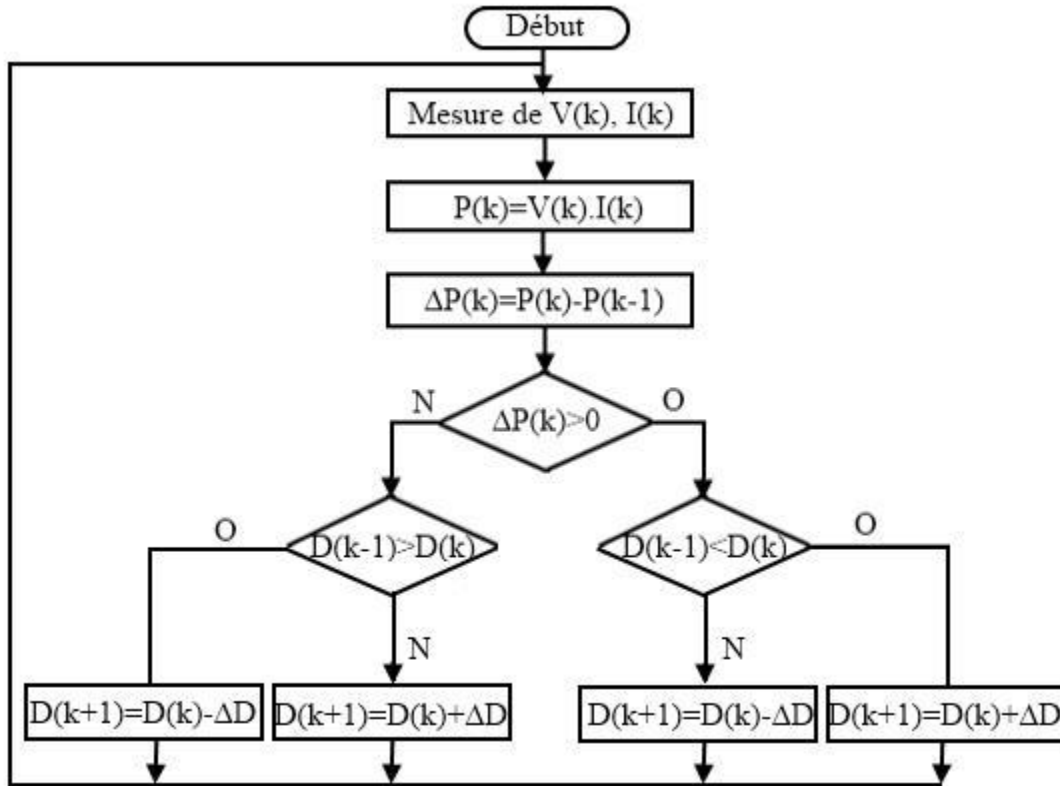 Début
Mesure de V(k), I(k)
P(k)=V(k).I(k)
ΔP(k)=P(k)-P(k-1)
N
ΔP(k)>0
O
O
D(k-1)>D(k)
D(k-1)<D(k)
O
N
N
D(k+1)=D(k)-ΔD
D(k+1)=D(k)+ΔD
D(k+1)=D(k)-ΔD
D(k+1)=D(k)+ΔD